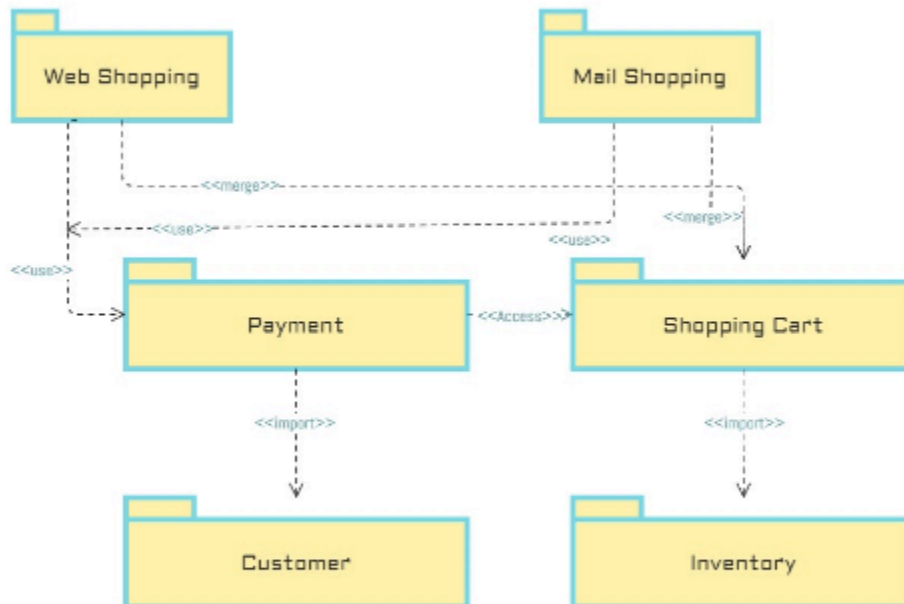 Web Shopping
Mail Shopping
<<merge>>
<<merge>>
<<use>>
<<use>>
<<use>>
Payment
<<Access>>
Shopping Cart
<<import>>
<<import>>
Customer
Inventory